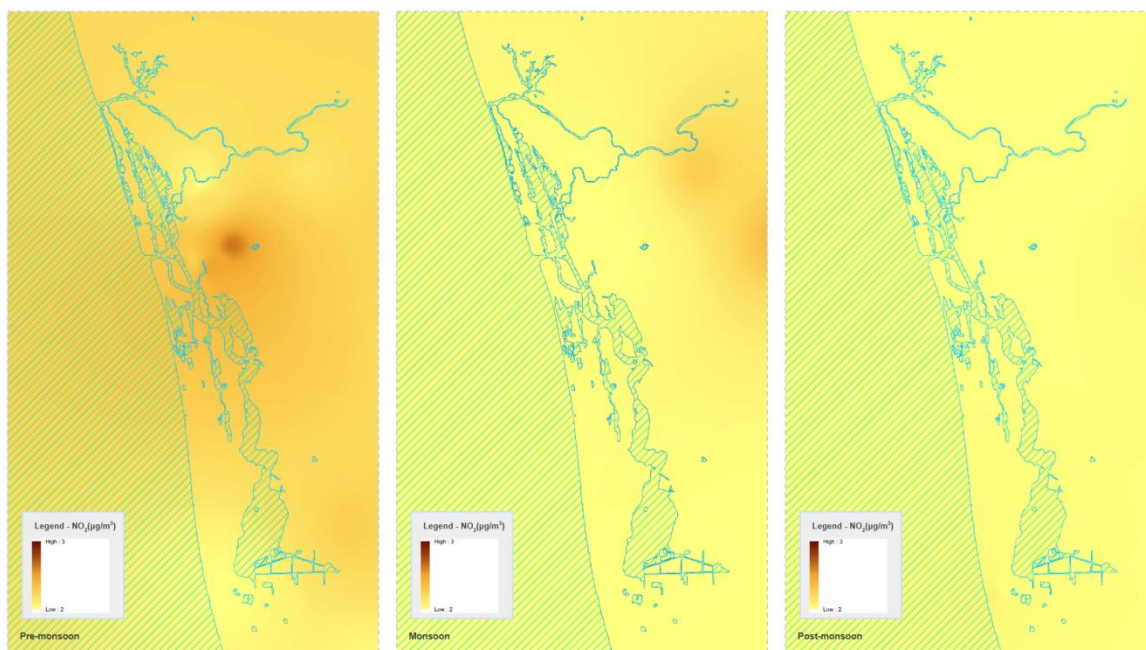 Legend - NO₂(µg/m³)
High : 3
Low : 2
Pre-monsoon
Legend - NO₂(µg/m³)
High : 3
Low : 2
Monsoon
Legend - NO₂(µg/m³)
High : 3
Low : 2
Post-monsoon